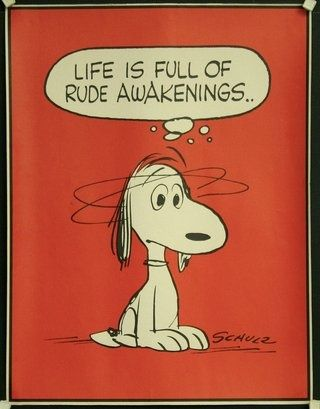 LIFE IS FULL OF
RUDE AWAKENINGS..
SCHULZ